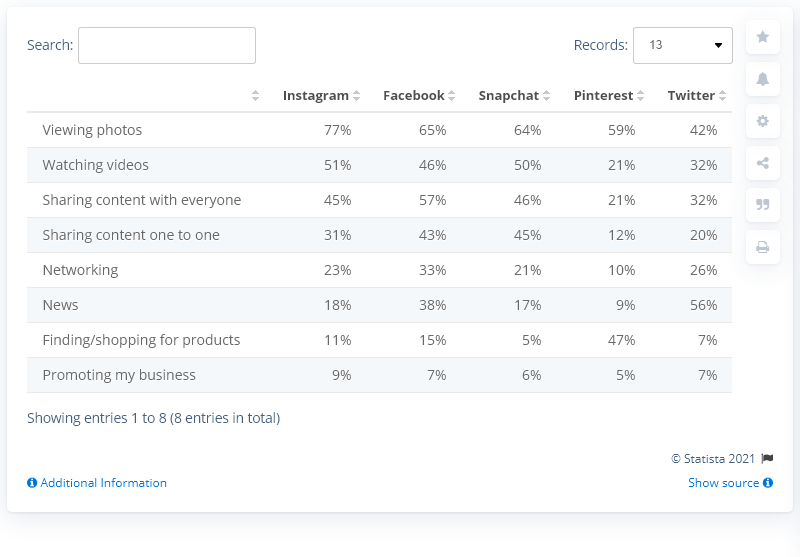 Search: Records: 13
Instagram Facebook Snapchat Pinterest Twitter
Viewing photos 77% 65% 64% 59% 42%
Watching videos 51% 46% 50% 21% 32%
Sharing content with everyone 45% 57% 46% 21% 32%
Sharing content one to one 31% 43% 45% 12% 20%
Networking 23% 33% 21% 10% 26%
News 18% 38% 17% 9% 56%
Finding/shopping for products 11% 15% 5% 47% 7%
Promoting my business 9% 7% 6% 5% 7%
Showing entries 1 to 8 (8 entries in total)
© Statista 2021
Additional Information Show source